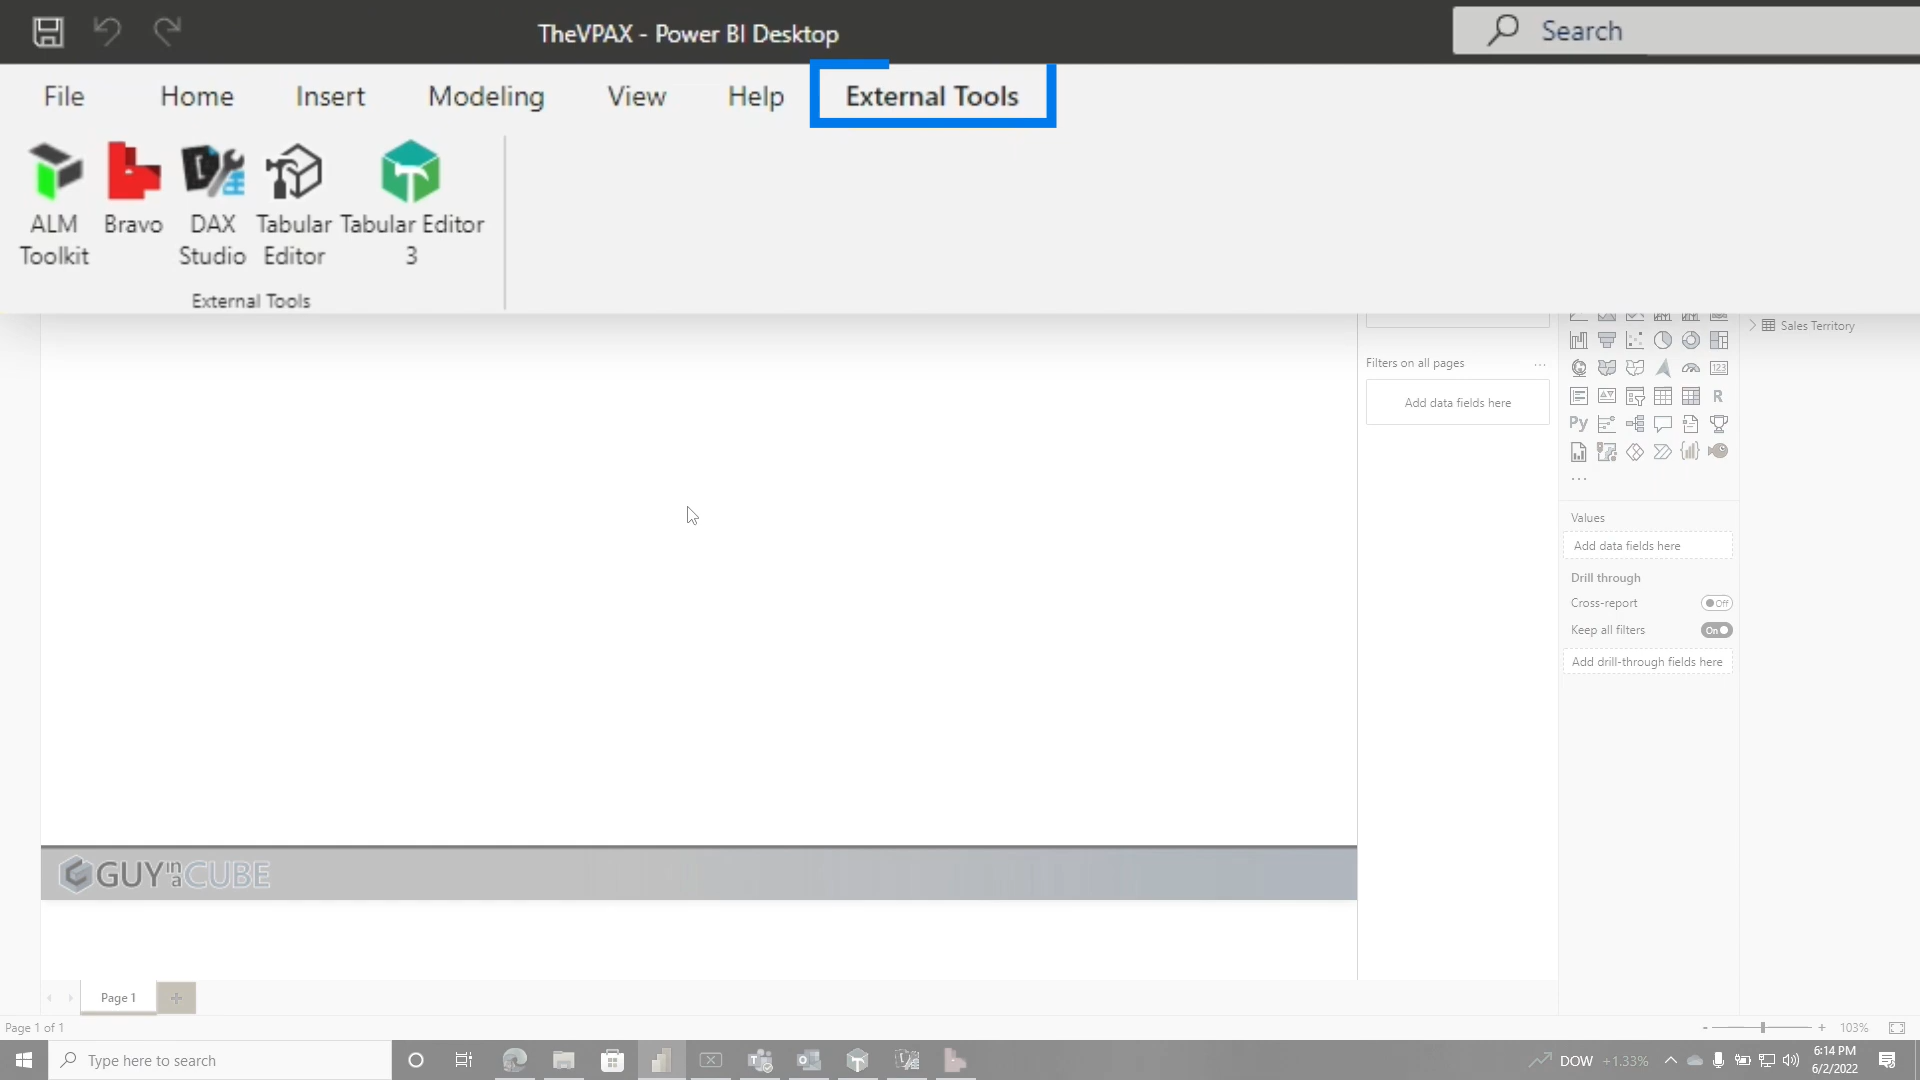 TheVPAX - Power BI Desktop
Search
File Home Insert Modeling View Help External Tools
ALM Toolkit
Bravo
DAX Studio
Tabular Editor
Tabular Editor 3
External Tools
Sales Territory
Filters on all pages ...
Add data fields here
123
R
Py
...
Values
Add data fields here
Drill through
Cross-report Off
Keep all filters On
Add drill-through fields here
GUY in a CUBE
Page 1 +
Page 1 of 1
- + 103%
Type here to search
DOW +1.33%
6:14 PM
6/2/2022